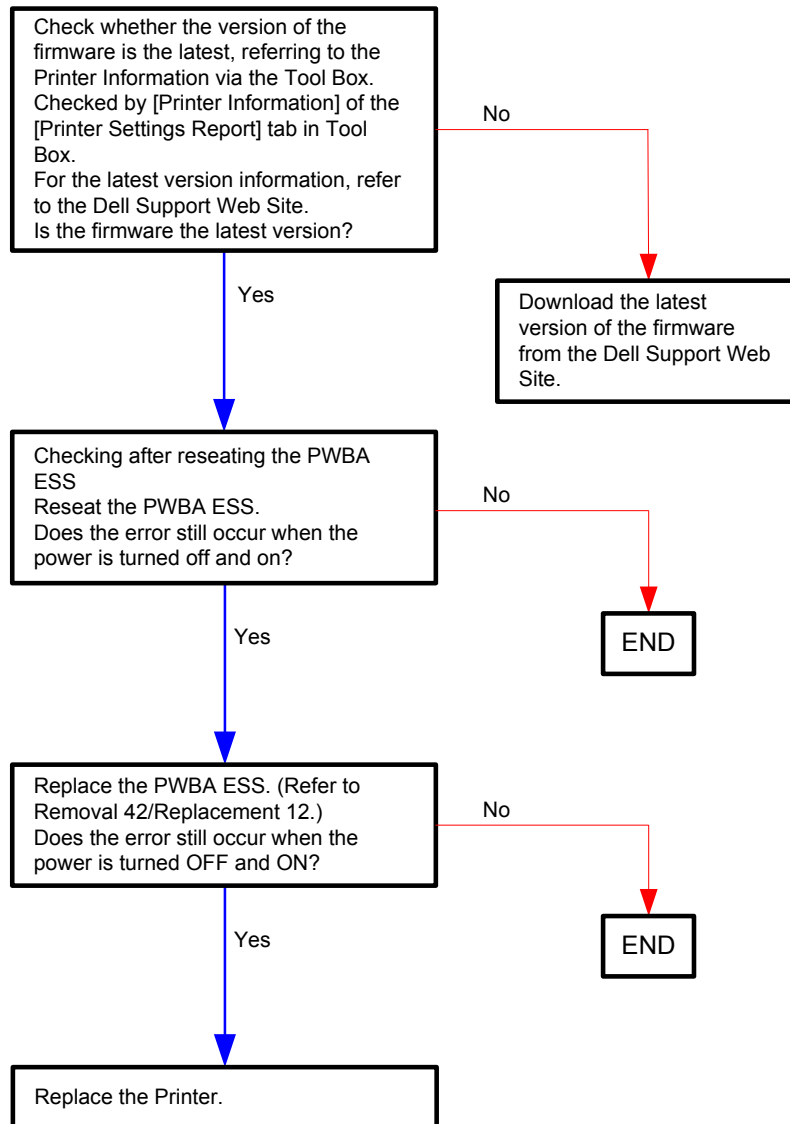 Check whether the version of the
firmware is the latest, referring to the
Printer Information via the Tool Box.
Checked by [Printer Information] of the
[Printer Settings Report] tab in Tool
Box.
For the latest version information, refer
to the Dell Support Web Site.
Is the firmware the latest version?
No
Yes
Download the latest
version of the firmware
from the Dell Support Web
Site.
Checking after reseating the PWBA
ESS
Reseat the PWBA ESS.
Does the error still occur when the
power is turned off and on?
No
Yes
END
Replace the PWBA ESS. (Refer to
Removal 42/Replacement 12.)
Does the error still occur when the
power is turned OFF and ON?
No
Yes
END
Replace the Printer.